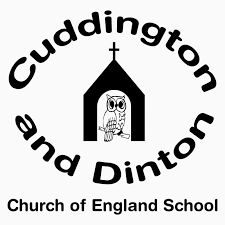 Cuddington
and Dinton
Church of England School